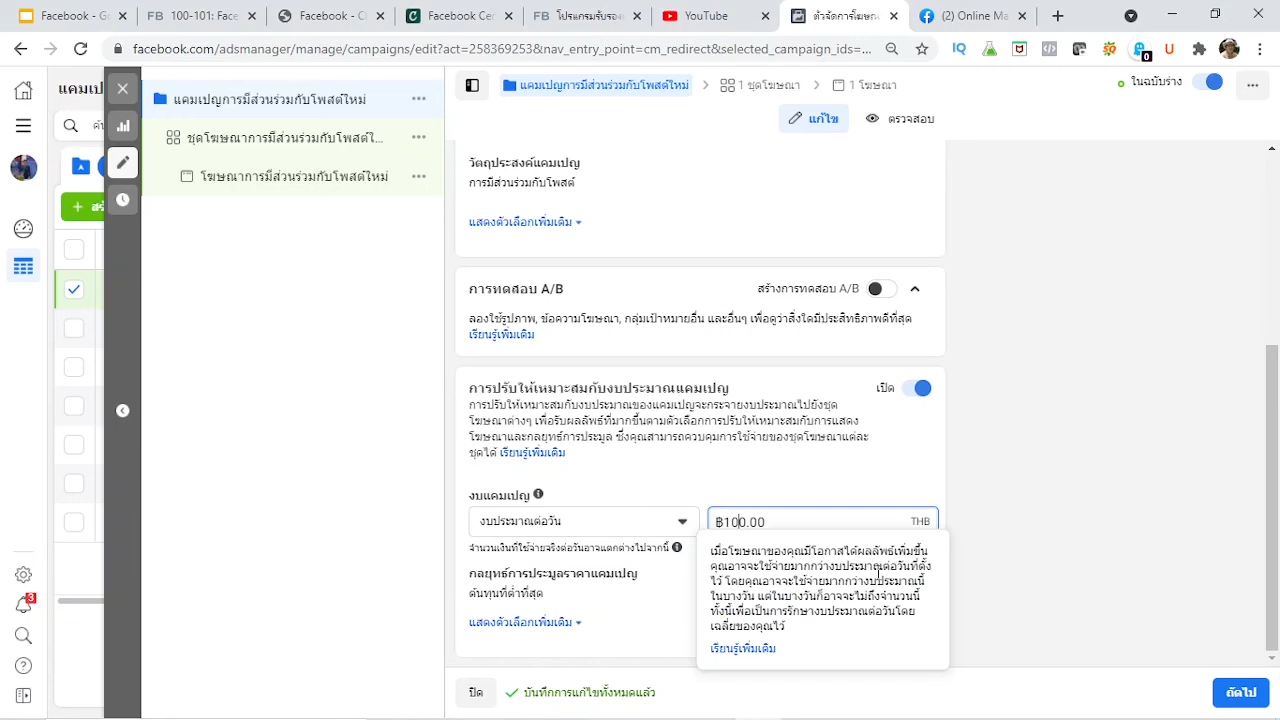 Google
FB 100-101: Face
Facebook - Cl
Facebook Cer
FB โปรแกรมรับรอง
YouTube
ตัวจัดการโฆษณ
(2) Online Ma
facebook.com/adsmanager/manage/campaigns/edit?act=258369253&nav_entry_point=cm_redirect&selected_campaign_ids=...
IQ
U
0
แคมเปญการมีส่วนร่วมกับโพสต์ใหม่
ชุดโฆษณาการมีส่วนร่วมกับโพสต์ใ...
โฆษณาการมีส่วนร่วมกับโพสต์ใหม่
แคมเปญการมีส่วนร่วมกับโพสต์ใหม่
1 ชุดโฆษณา
1 โฆษณา
ในฉบับร่าง
แก้ไข
ตรวจสอบ
วัตถุประสงค์แคมเปญ
การมีส่วนร่วมกับโพสต์
แสดงตัวเลือกเพิ่มเติม
การทดสอบ A/B
สร้างการทดสอบ A/B
ลองใช้รูปภาพ, ข้อความโฆษณา, กลุ่มเป้าหมายอื่น และอื่นๆ เพื่อดูว่าสิ่งใดมีประสิทธิภาพดีที่สุด
เรียนรู้เพิ่มเติม
การปรับให้เหมาะสมกับงบประมาณแคมเปญ
เปิด
การปรับให้เหมาะสมกับงบประมาณของแคมเปญจะกระจายงบประมาณไปยังชุด
โฆษณาต่างๆ เพื่อรับผลลัพธ์ที่มากขึ้นตามตัวเลือกการปรับให้เหมาะสมกับการแสดง
โฆษณาและกลยุทธ์การประมูล ซึ่งคุณสามารถควบคุมการใช้จ่ายของชุดโฆษณาแต่ละ
ชุดได้ เรียนรู้เพิ่มเติม
งบแคมเปญ
งบประมาณต่อวัน
฿100.00
THB
จำนวนเงินที่ใช้จ่ายจริงต่อวันอาจแตกต่างไปจากนี้
กลยุทธ์การประมูลราคาแคมเปญ
ต้นทุนที่ต่ำที่สุด
แสดงตัวเลือกเพิ่มเติม
เมื่อโฆษณาของคุณมีโอกาสได้ผลลัพธ์เพิ่มขึ้น
คุณอาจจะใช้จ่ายมากกว่างบประมาณต่อวันที่ตั้ง
ไว้ โดยคุณอาจจะใช้จ่ายมากกว่างบประมาณนี้
ในบางวัน แต่ในบางวันก็อาจจะไม่ถึงจำนวนนี้
ทั้งนี้เพื่อเป็นการรักษางบประมาณต่อวันโดย
เฉลี่ยของคุณไว้
เรียนรู้เพิ่มเติม
3
ปิด
บันทึกการแก้ไขทั้งหมดแล้ว
ถัดไป